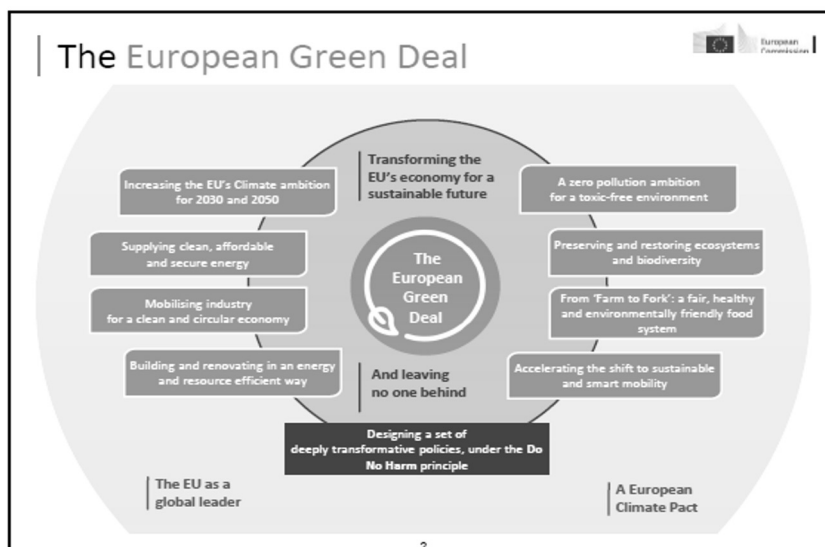 The European Green Deal
European
Commission
Transforming the
EU's economy for a
sustainable future
Increasing the EU's Climate ambition
for 2030 and 2050
Supplying clean, affordable
and secure energy
Mobilising industry
for a clean and circular economy
Building and renovating in an energy
and resource efficient way
The
European
Green
Deal
A zero pollution ambition
for a toxic-free environment
Preserving and restoring ecosystems
and biodiversity
From 'Farm to Fork': a fair, healthy
and environmentally friendly food
system
Accelerating the shift to sustainable
and smart mobility
And leaving
no one behind
Designing a set of
deeply transformative policies, under the Do
No Harm principle
The EU as a
global leader
A European
Climate Pact